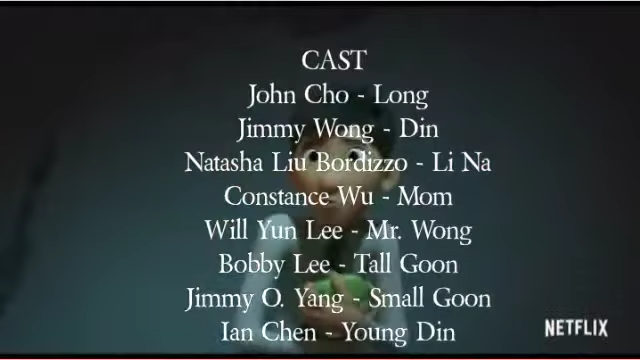 CAST
John Cho - Long
Jimmy Wong - Din
Natasha Liu Bordizzo - Li Na
Constance Wu - Mom
Will Yun Lee - Mr. Wong
Bobby Lee - Tall Goon
Jimmy O. Yang - Small Goon
Ian Chen - Young Din
NETFLIX